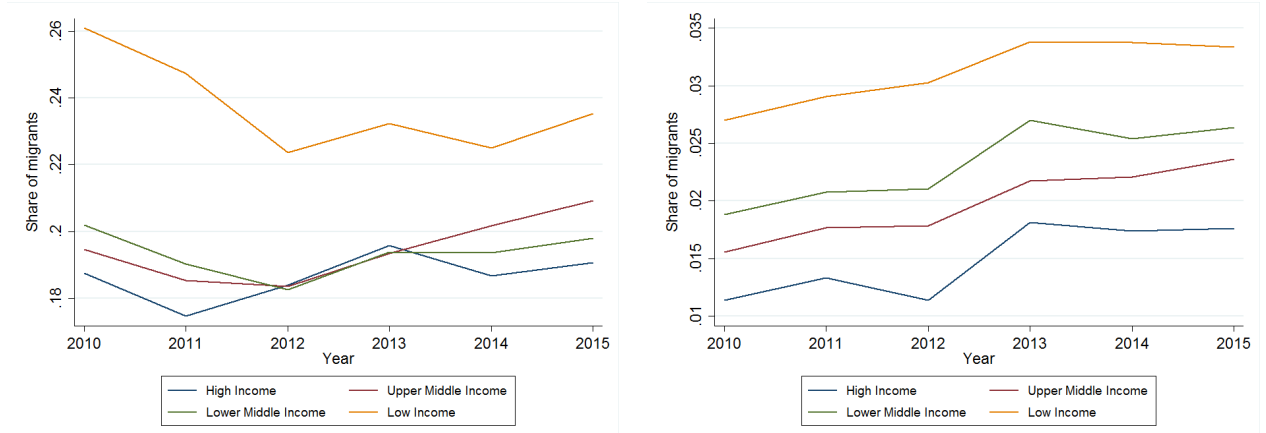 Share of migrants
.26
.24
.22
.2
.18
2010 2011 2012 2013 2014 2015
Year
High Income Upper Middle Income
Lower Middle Income Low Income
Share of migrants
.035
.03
.025
.02
.015
.01
2010 2011 2012 2013 2014 2015
Year
High Income Upper Middle Income
Lower Middle Income Low Income